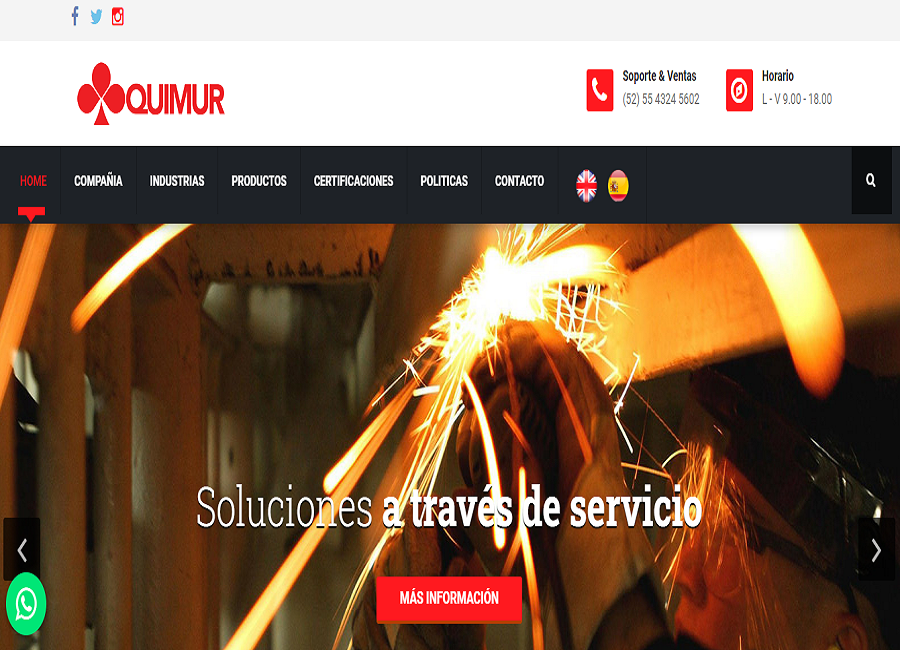 QUIMUR
Soporte & Ventas
(52) 55 4324 5602
Horario
L - V 9.00 - 18.00
HOME COMPAÑIA INDUSTRIAS PRODUCTOS CERTIFICACIONES POLITICAS CONTACTO
Soluciones a través de servicio
MÁS INFORMACIÓN